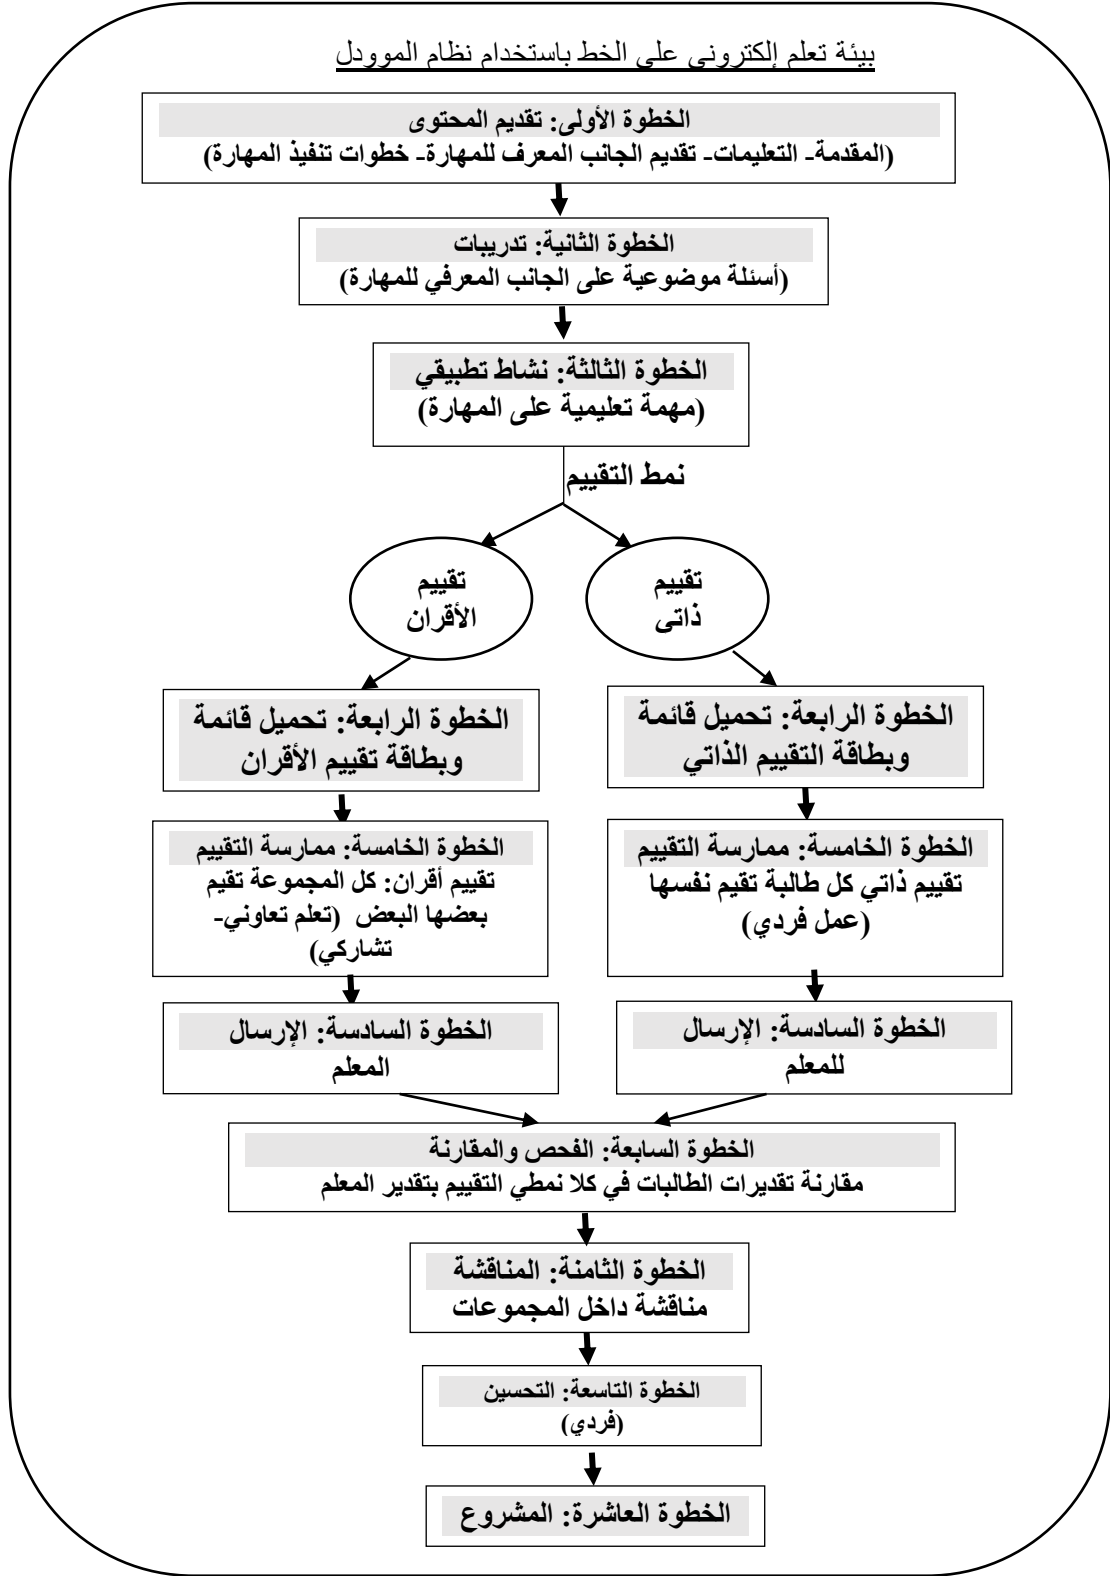 بيئة تعلم إلكتروني على الخط باستخدام نظام الموودل
الخطوة الأولى: تقديم المحتوى
(المقدمة- التعليمات- تقديم الجانب المعرف للمهارة- خطوات تنفيذ المهارة)
الخطوة الثانية: تدريبات
(أسئلة موضوعية على الجانب المعرفي للمهارة)
الخطوة الثالثة: نشاط تطبيقي
(مهمة تعليمية على المهارة)
نمط التقييم
تقييم
ذاتى
تقييم
الأقران
الخطوة الرابعة: تحميل قائمة
وبطاقة التقييم الذاتي
الخطوة الرابعة: تحميل قائمة
وبطاقة تقييم الأقران
الخطوة الخامسة: ممارسة التقييم
تقييم ذاتي كل طالبة تقيم نفسها
(عمل فردي)
الخطوة الخامسة: ممارسة التقييم
تقييم أقران: كل المجموعة تقيم
بعضها البعض (تعلم تعاوني-
تشاركي)
الخطوة السادسة: الإرسال
للمعلم
الخطوة السادسة: الإرسال
المعلم
الخطوة السابعة: الفحص والمقارنة
مقارنة تقديرات الطالبات في كلا نمطي التقييم بتقدير المعلم
الخطوة الثامنة: المناقشة
مناقشة داخل المجموعات
الخطوة التاسعة: التحسين
(فردي)
الخطوة العاشرة: المشروع